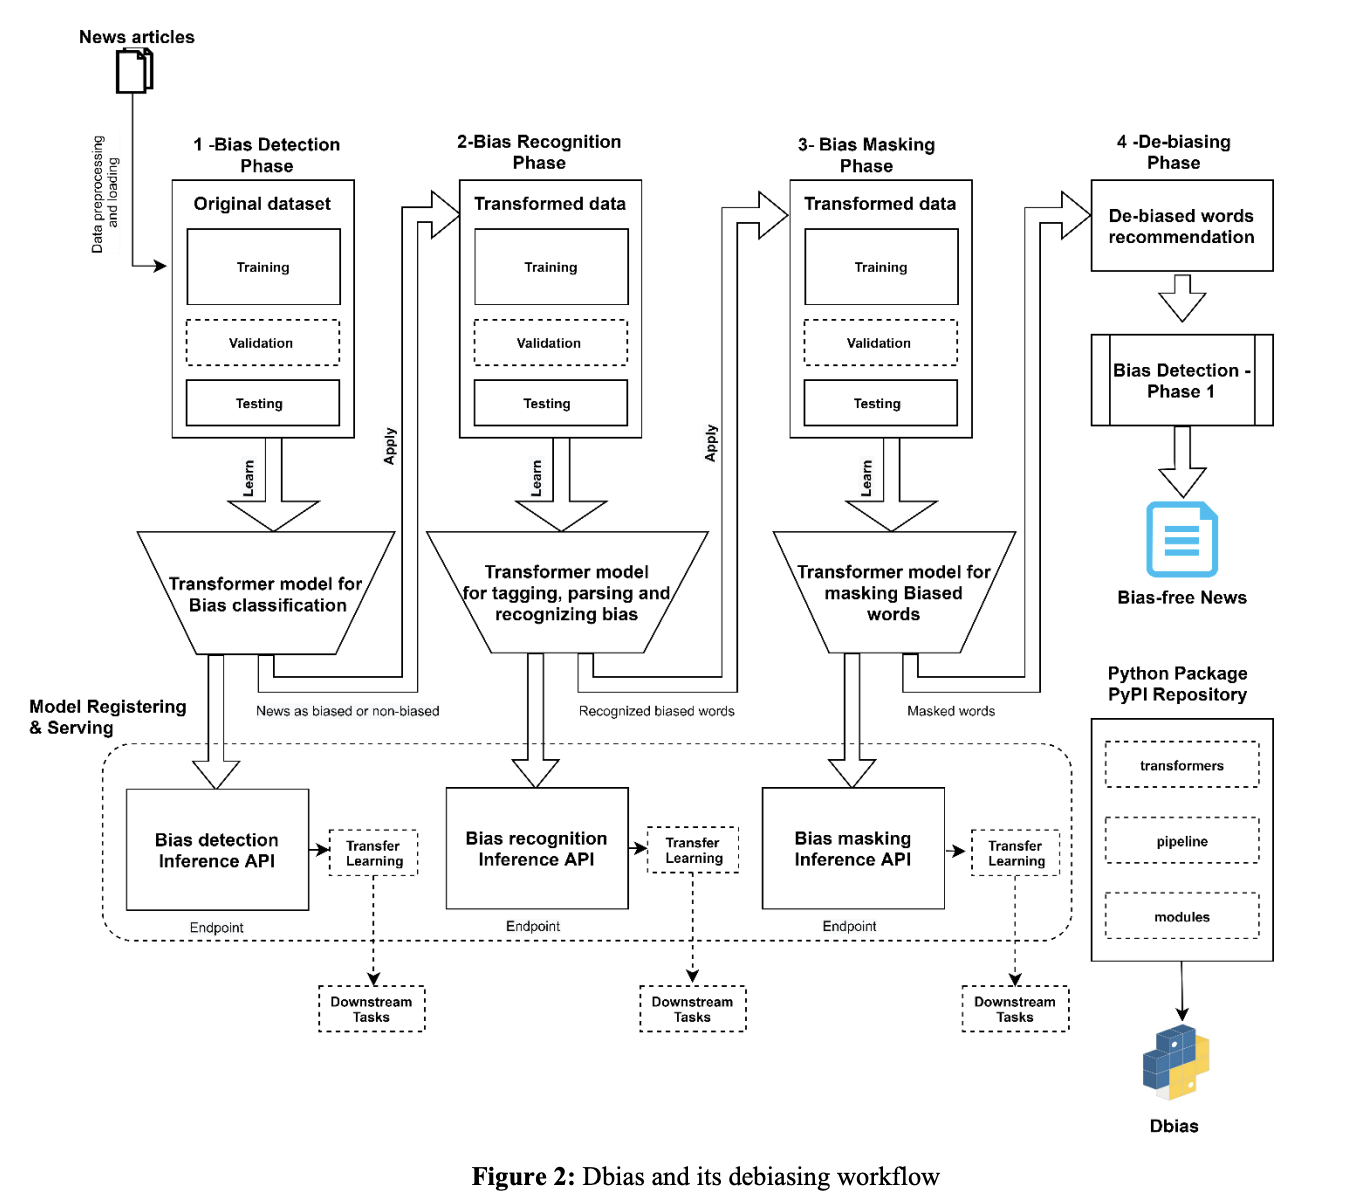 News articles
Data preprocessing
and loading
1 -Bias Detection
Phase
Original dataset
Training
Validation
Testing
Learn
Transformer model for
Bias classification
Apply
News as biased or non-biased
2-Bias Recognition
Phase
Transformed data
Training
Validation
Testing
Learn
Transformer model
for tagging, parsing and
recognizing bias
Apply
Recognized biased words
3- Bias Masking
Phase
Transformed data
Training
Validation
Testing
Learn
Transformer model for
masking Biased
words
Masked words
4 -De-biasing
Phase
De-biased words
recommendation
Bias Detection -
Phase 1
Bias-free News
Model Registering
& Serving
Bias detection
Inference API
Endpoint
Transfer
Learning
Downstream
Tasks
Bias recognition
Inference API
Endpoint
Transfer
Learning
Downstream
Tasks
Bias masking
Inference API
Endpoint
Transfer
Learning
Downstream
Tasks
Python Package
PyPI Repository
transformers
pipeline
modules
Dbias
Figure 2: Dbias and its debiasing workflow